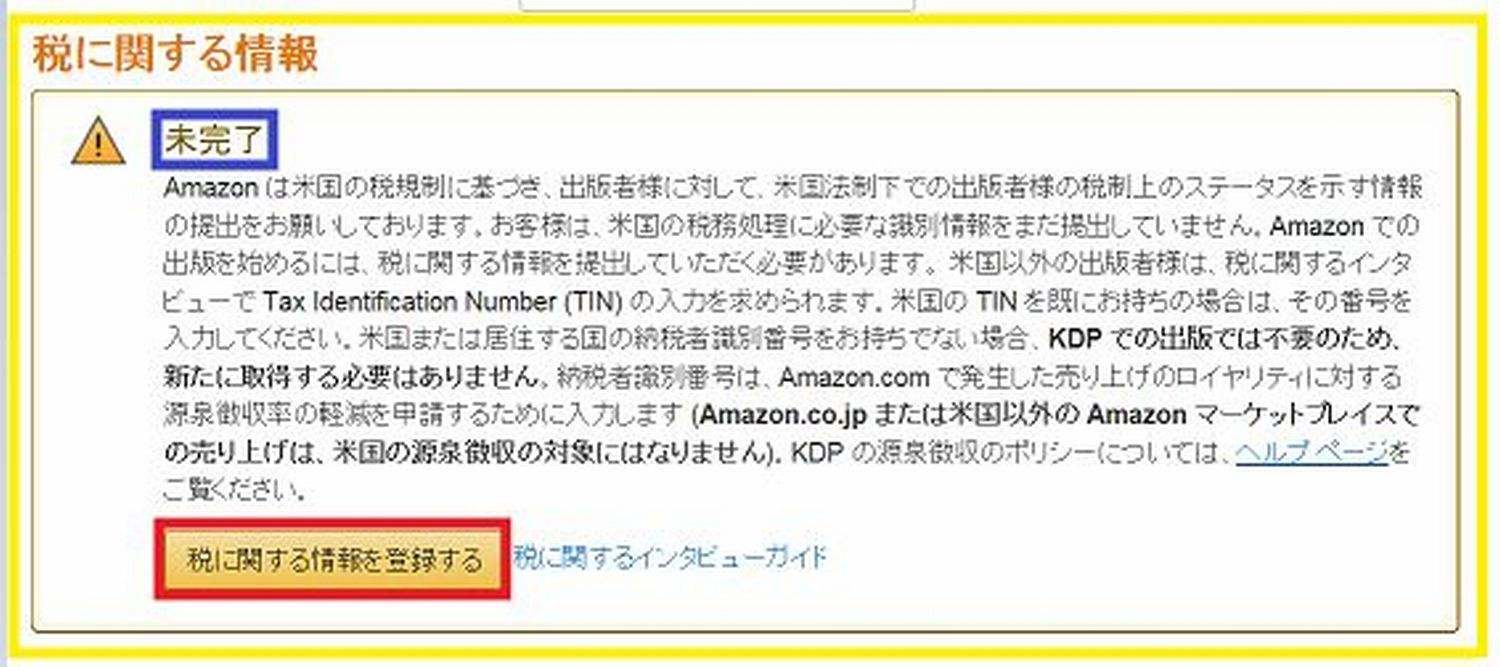 税に関する情報
未完了
Amazon は米国の税規制に基づき、出版者様に対して、米国法制下での出版者様の税制上のステータスを示す情報
の提出をお願いしております。お客様は、米国の税務処理に必要な識別情報をまだ提出していません。Amazon での
出版を始めるには、税に関する情報を提出していただく必要があります。米国以外の出版者様は、税に関するインタ
ビューで Tax Identification Number (TIN) の入力を求められます。米国の TIN を既にお持ちの場合は、その番号を
入力してください。米国または居住する国の納税者識別番号をお持ちでない場合、KDP での出版では不要のため、
新たに取得する必要はありません。納税者識別番号は、Amazon.com で発生した売り上げのロイヤリティに対する
源泉徴収率の軽減を申請するために入力します (Amazon.co.jp または米国以外の Amazon マーケットプレイスで
の売り上げは、米国の源泉徴収の対象にはなりません)。KDP の源泉徴収のポリシーについては、ヘルプ ページを
ご覧ください。
税に関する情報を登録する 税に関するインタビューガイド